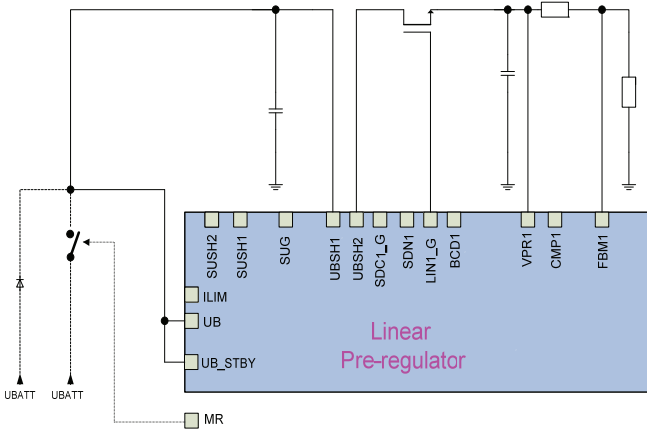 SUSH2
SUSH1
SUG
UBSH1
UBSH2
SDC1_G
SDN1
LIN1_G
BCD1
VPR1
CMP1
FBM1
ILIM
UB
UB_STBY
Linear
Pre-regulator
UBATT
UBATT
MR